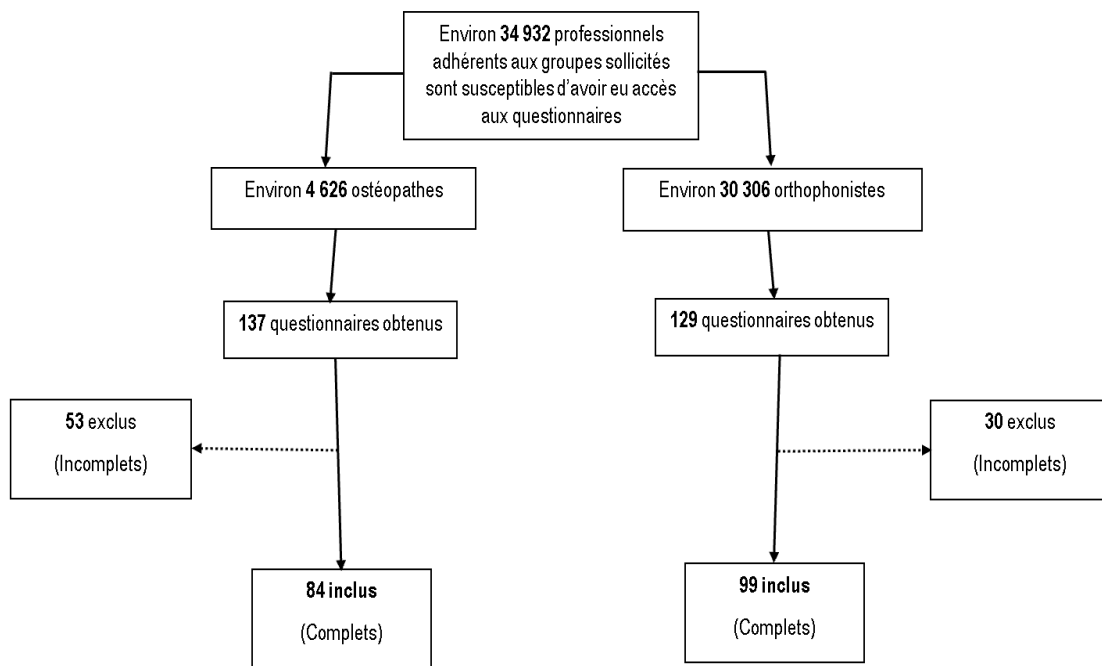 Environ 34 932 professionnels
adhérents aux groupes sollicités
sont susceptibles d'avoir eu accès
aux questionnaires
Environ 4 626 ostéopathes
Environ 30 306 orthophonistes
137 questionnaires obtenus
129 questionnaires obtenus
53 exclus
(Incomplets)
30 exclus
(Incomplets)
84 inclus
(Complets)
99 inclus
(Complets)